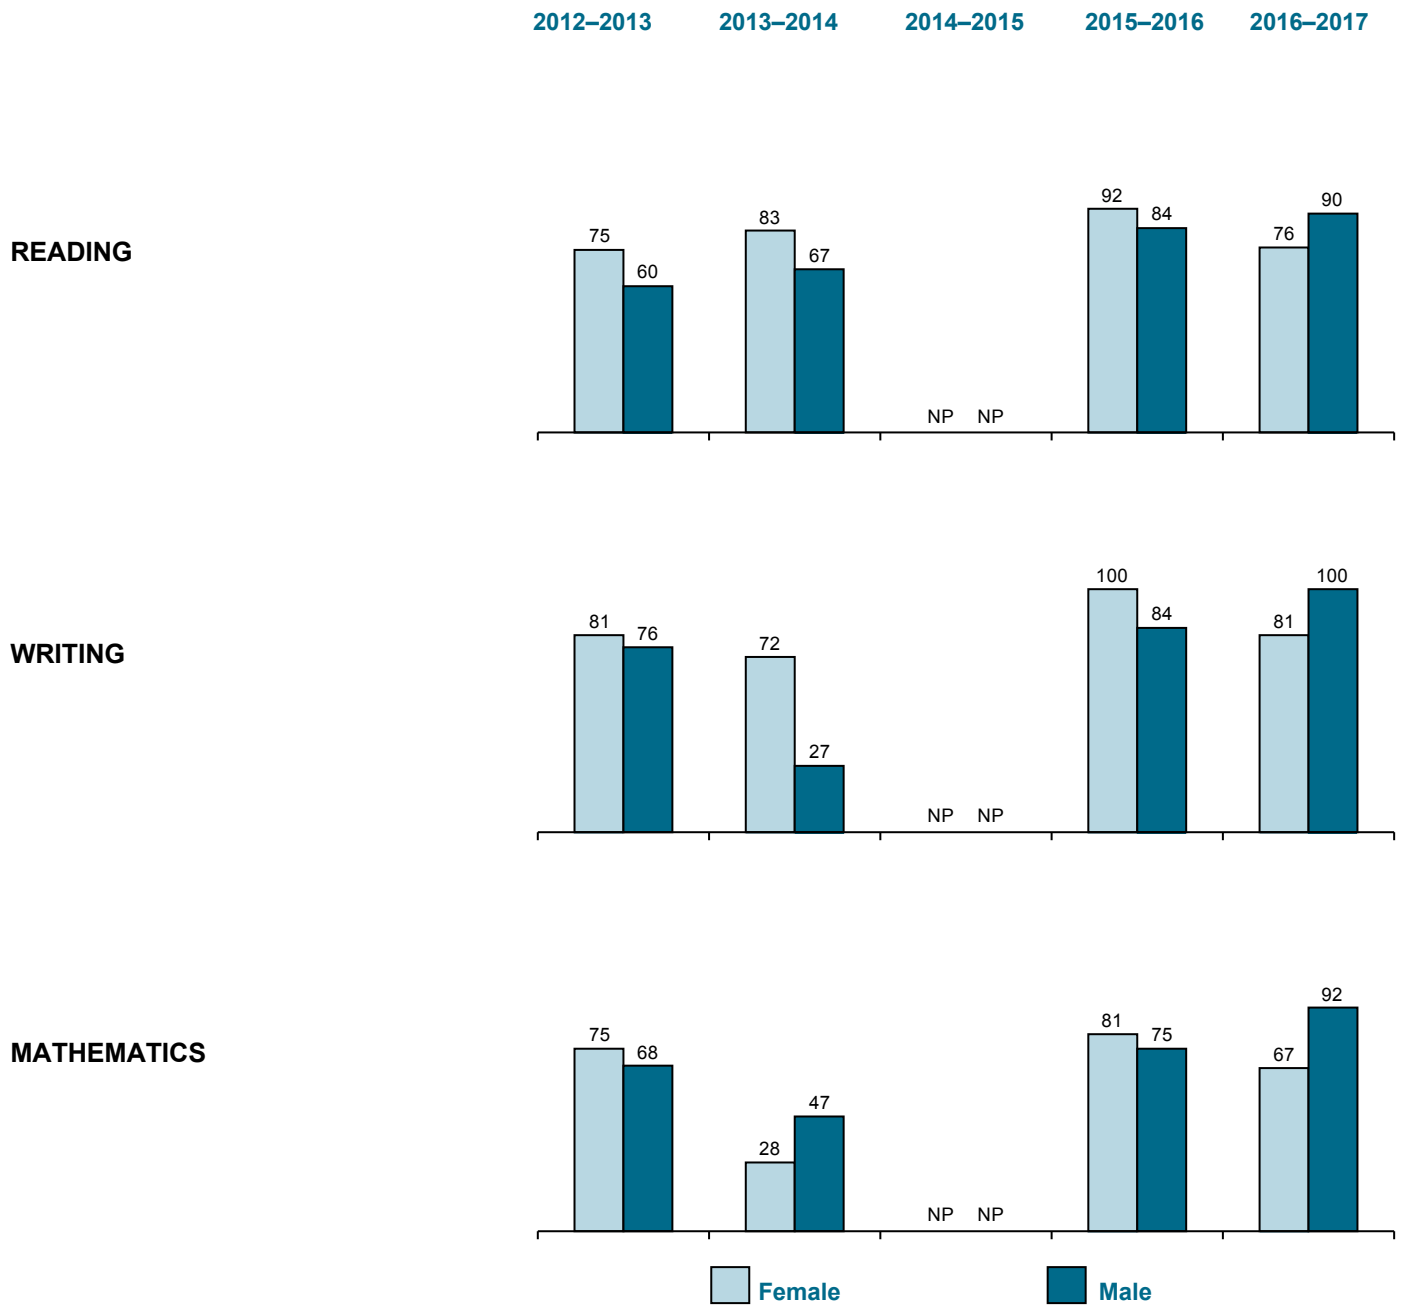 2012–2013 2013–2014 2014–2015 2015–2016 2016–2017
READING
75 60 83 67 NP NP 92 84 76 90
WRITING
81 76 72 27 NP NP 100 84 81 100
MATHEMATICS
75 68 28 47 NP NP 81 75 67 92
Female Male